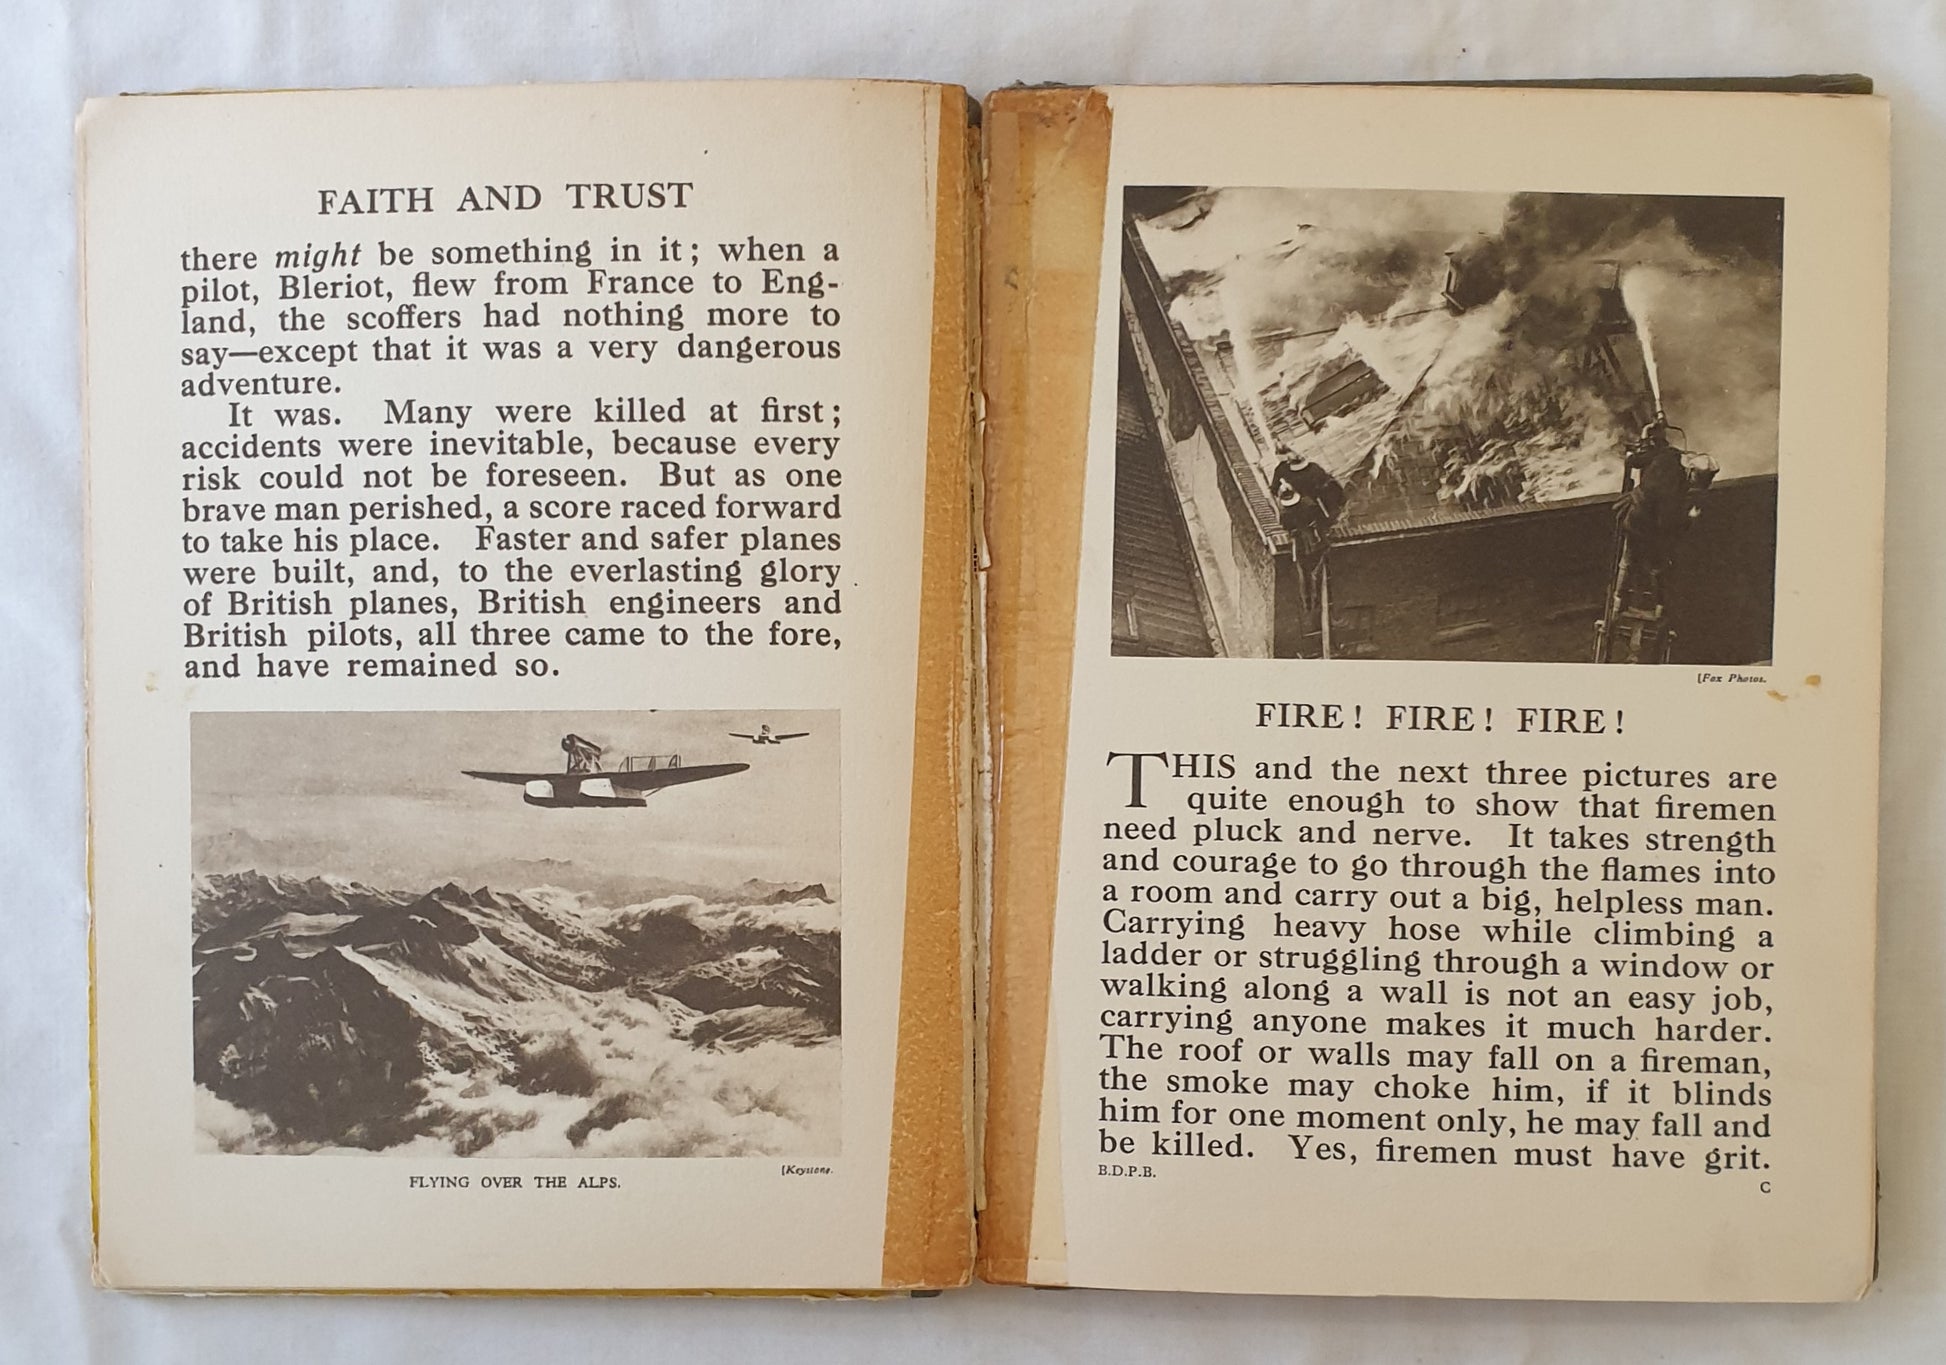 FAITH AND TRUST
there might be something in it; when a
pilot, Bleriot, flew from France to Eng-
land, the scoffers had nothing more to
say—except that it was a very dangerous
adventure.
It was. Many were killed at first;
accidents were inevitable, because every
risk could not be foreseen. But as one
brave man perished, a score raced forward
to take his place. Faster and safer planes
were built, and, to the everlasting glory
of British planes, British engineers and
British pilots, all three came to the fore,
and have remained so.
[Keystone.
FLYING OVER THE ALPS.
[Fox Photos.
FIRE! FIRE! FIRE!
THIS and the next three pictures are
quite enough to show that firemen
need pluck and nerve. It takes strength
and courage to go through the flames into
a room and carry out a big, helpless man.
Carrying heavy hose while climbing a
ladder or struggling through a window or
walking along a wall is not an easy job,
carrying anyone makes it much harder.
The roof or walls may fall on a fireman,
the smoke may choke him, if it blinds
him for one moment only, he may fall and
be killed. Yes, firemen must have grit.
B.D.P.B.
C